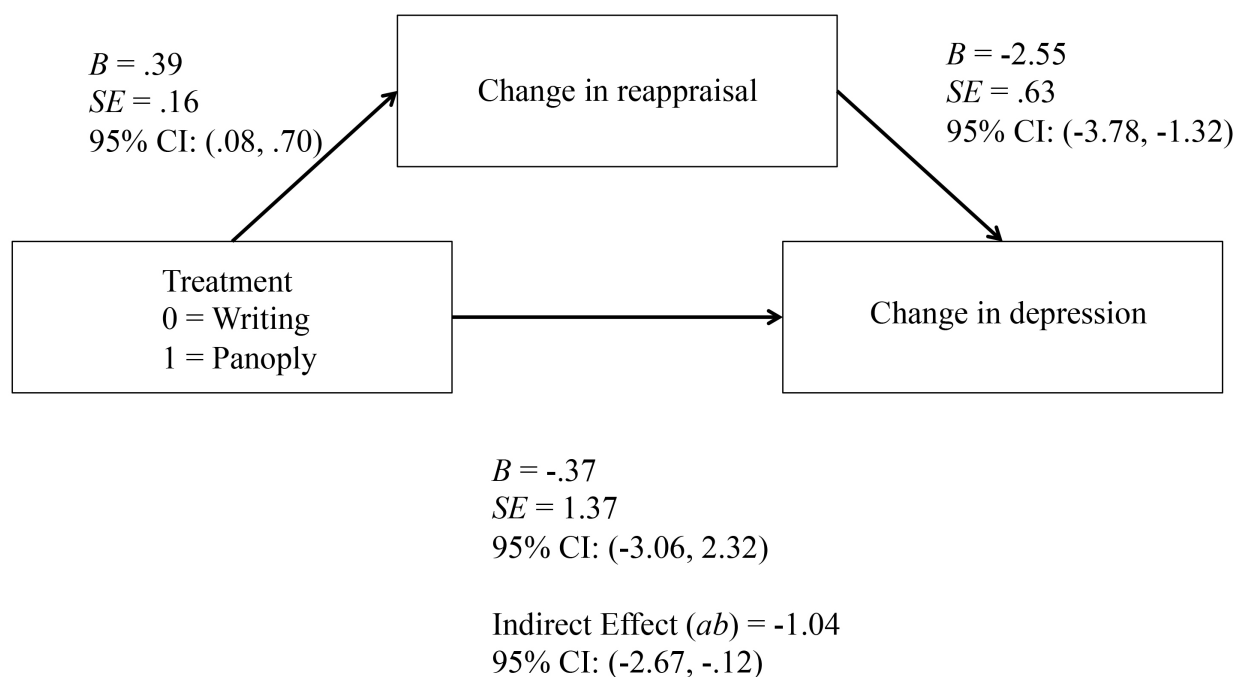 B = .39
SE = .16
95% CI: (.08, .70)
Change in reappraisal
B = -2.55
SE = .63
95% CI: (-3.78, -1.32)
Treatment
0 = Writing
1 = Panoply
Change in depression
B = -.37
SE = 1.37
95% CI: (-3.06, 2.32)
Indirect Effect (ab) = -1.04
95% CI: (-2.67, -.12)